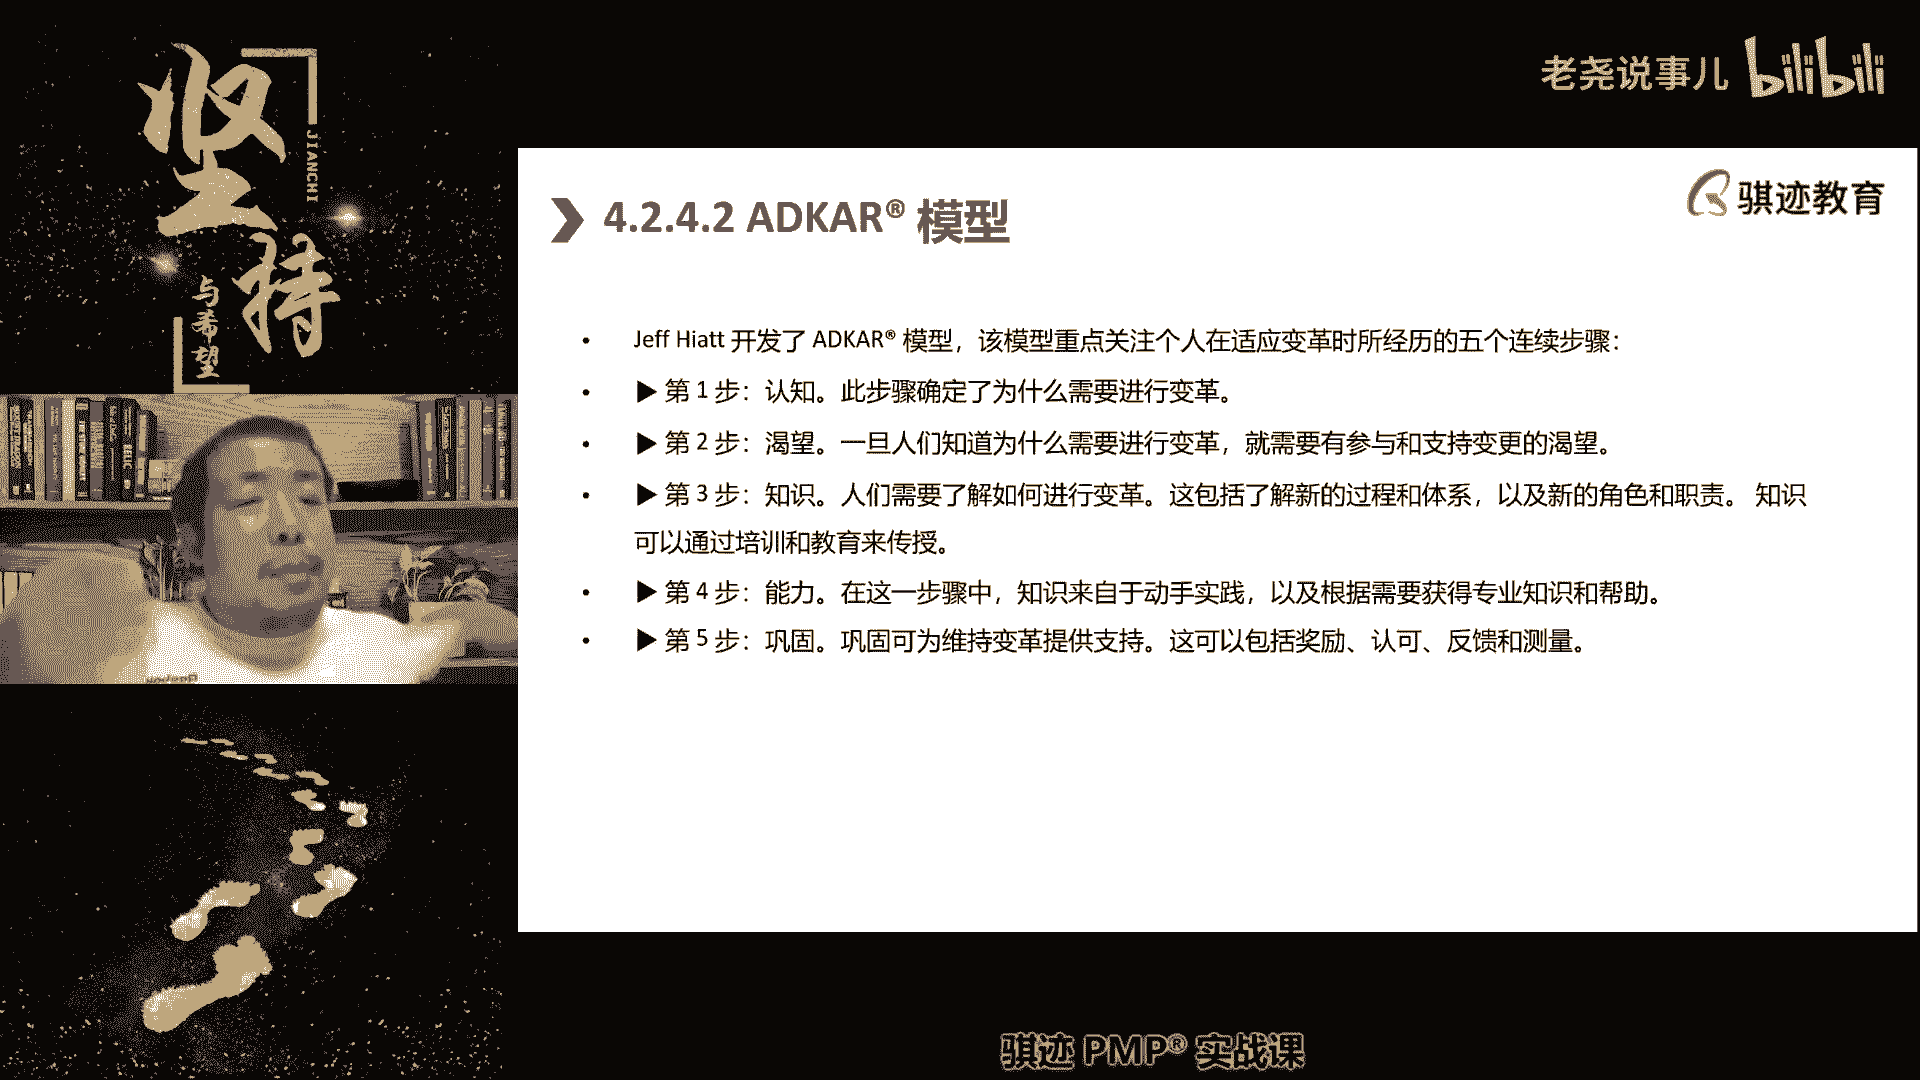 坚持
JIANCHI
与希望
老尧说事儿 bilibili
骐迹教育
4.2.4.2 ADKAR® 模型
• Jeff Hiatt 开发了 ADKAR® 模型，该模型重点关注个人在适应变革时所经历的五个连续步骤：
• ▶ 第 1 步：认知。此步骤确定了为什么需要进行变革。
• ▶ 第 2 步：渴望。一旦人们知道为什么需要进行变革，就需要有参与和支持变更的渴望。
• ▶ 第 3 步：知识。人们需要了解如何进行变革。这包括了解新的过程和体系，以及新的角色和职责。 知识
可以通过培训和教育来传授。
• ▶ 第 4 步：能力。在这一步骤中，知识来自于动手实践，以及根据需要获得专业知识和帮助。
• ▶ 第 5 步：巩固。巩固可为维持变革提供支持。这可以包括奖励、认可、反馈和测量。
骐迹 PMP® 实战课